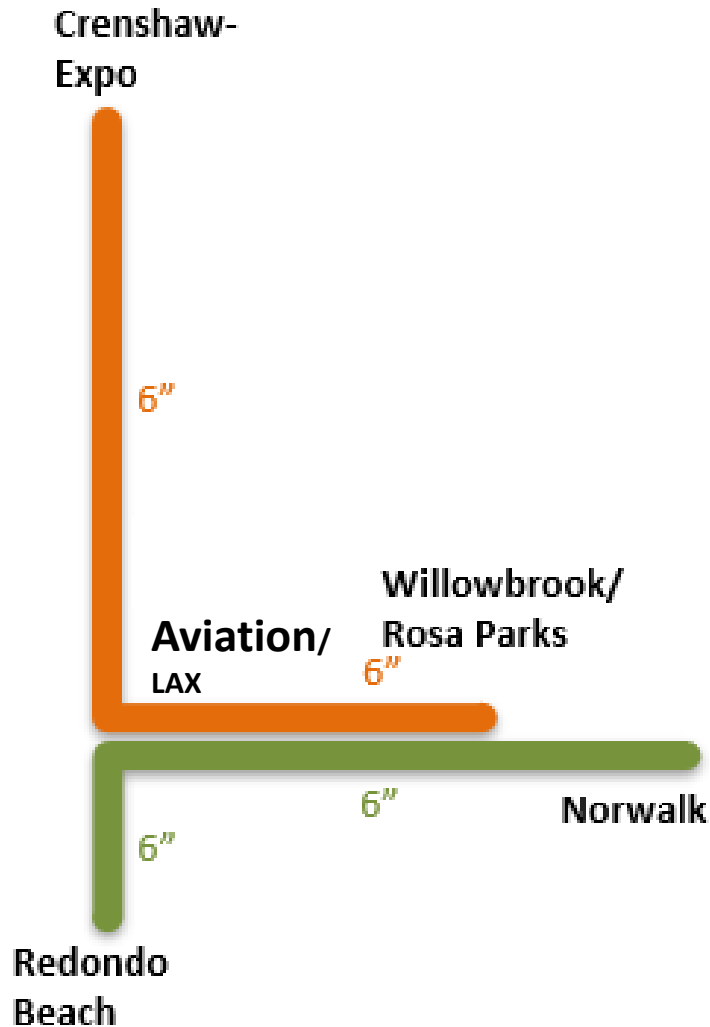 Crenshaw-
Expo
6”
Willowbrook/
Rosa Parks
Aviation/
LAX
6”
6”
Norwalk
6”
Redondo
Beach